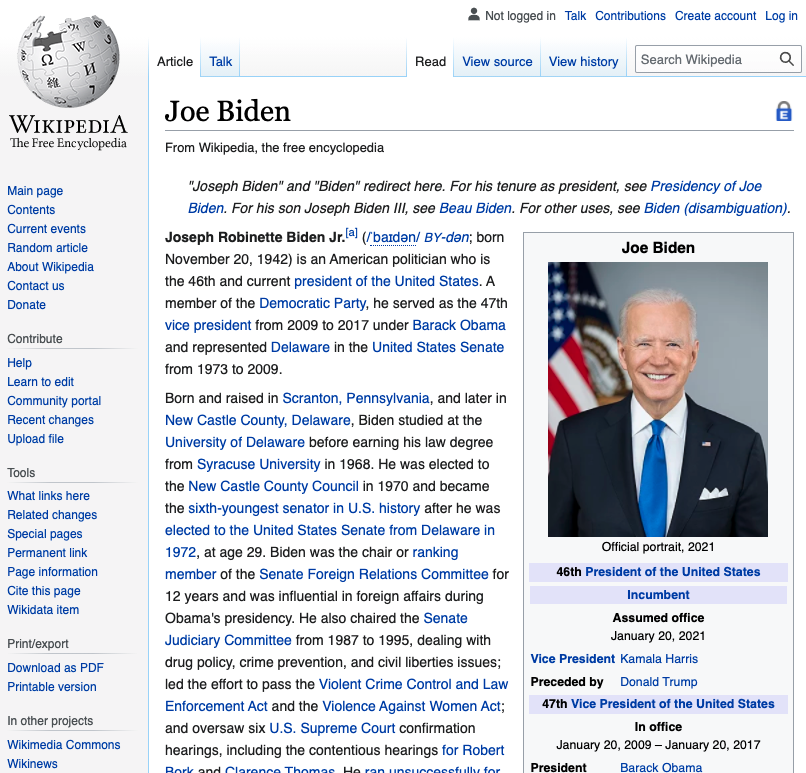 Not logged in Talk Contributions Create account Log in
Article Talk Read View source View history Search Wikipedia
WIKIPEDIA
The Free Encyclopedia
Main page
Contents
Current events
Random article
About Wikipedia
Contact us
Donate
Contribute
Help
Learn to edit
Community portal
Recent changes
Upload file
Tools
What links here
Related changes
Special pages
Permanent link
Page information
Cite this page
Wikidata item
Print/export
Download as PDF
Printable version
In other projects
Wikimedia Commons
Wikinews
Joe Biden
E
From Wikipedia, the free encyclopedia
"Joseph Biden" and "Biden" redirect here. For his tenure as president, see Presidency of Joe
Biden. For his son Joseph Biden III, see Beau Biden. For other uses, see Biden (disambiguation).
Joseph Robinette Biden Jr.[a] (/ˈbaɪdən/ BY-dən; born
November 20, 1942) is an American politician who is
the 46th and current president of the United States. A
member of the Democratic Party, he served as the 47th
vice president from 2009 to 2017 under Barack Obama
and represented Delaware in the United States Senate
from 1973 to 2009.
Born and raised in Scranton, Pennsylvania, and later in
New Castle County, Delaware, Biden studied at the
University of Delaware before earning his law degree
from Syracuse University in 1968. He was elected to
the New Castle County Council in 1970 and became
the sixth-youngest senator in U.S. history after he was
elected to the United States Senate from Delaware in
1972, at age 29. Biden was the chair or ranking
member of the Senate Foreign Relations Committee for
12 years and was influential in foreign affairs during
Obama's presidency. He also chaired the Senate
Judiciary Committee from 1987 to 1995, dealing with
drug policy, crime prevention, and civil liberties issues;
led the effort to pass the Violent Crime Control and Law
Enforcement Act and the Violence Against Women Act;
and oversaw six U.S. Supreme Court confirmation
hearings, including the contentious hearings for Robert
Bork and Clarence Thomas. He ran unsuccessfully for
Joe Biden
Official portrait, 2021
46th President of the United States
Incumbent
Assumed office
January 20, 2021
Vice President Kamala Harris
Preceded by Donald Trump
47th Vice President of the United States
In office
January 20, 2009 – January 20, 2017
President Barack Obama